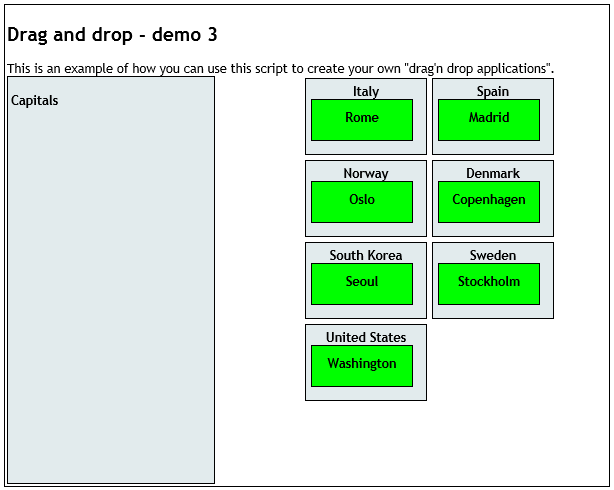 Drag and drop - demo 3
This is an example of how you can use this script to create your own "drag'n drop applications".
Capitals
Italy
Rome
Spain
Madrid
Norway
Oslo
Denmark
Copenhagen
South Korea
Seoul
Sweden
Stockholm
United States
Washington